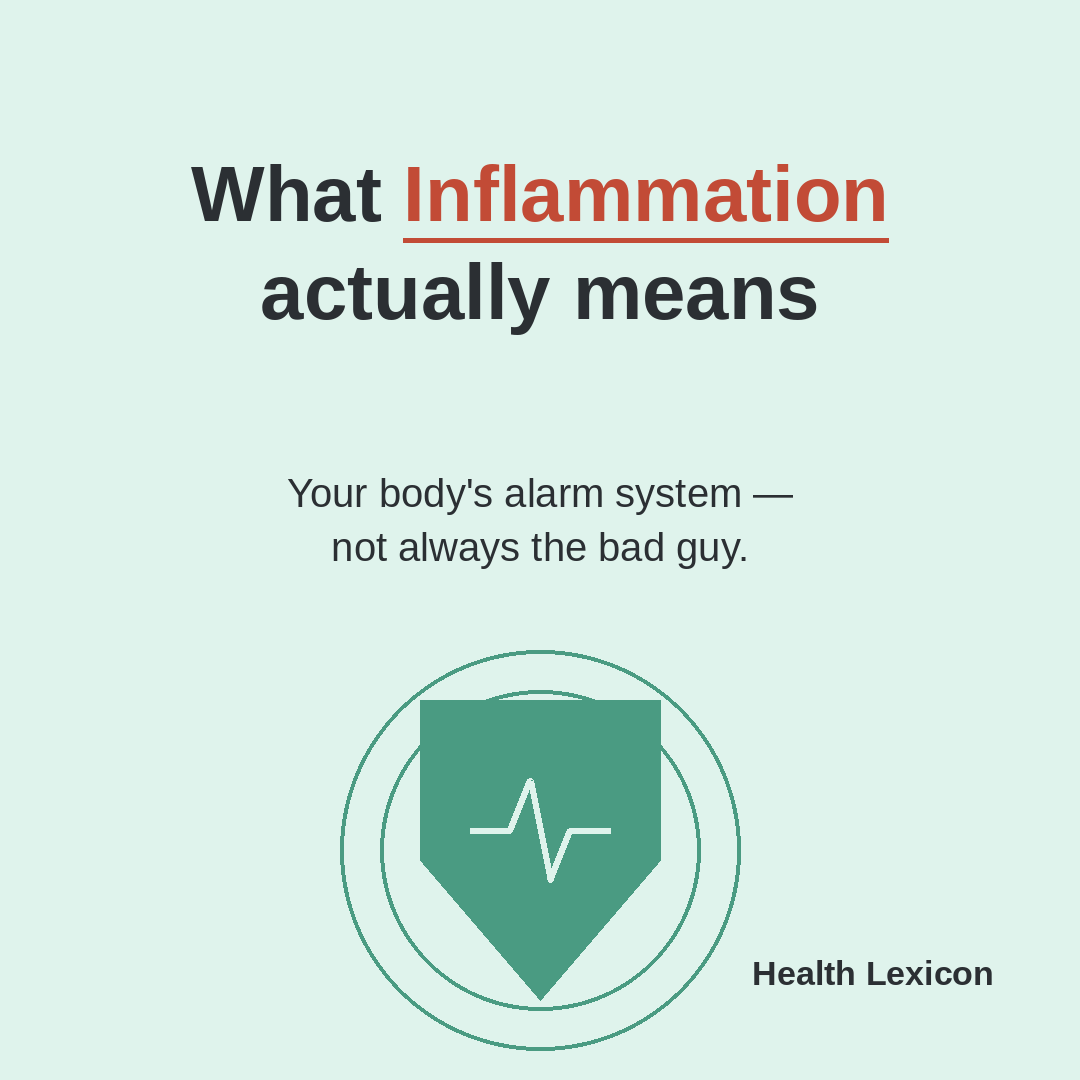 What Inflammation
actually means
Your body's alarm system —
not always the bad guy.
Health Lexicon